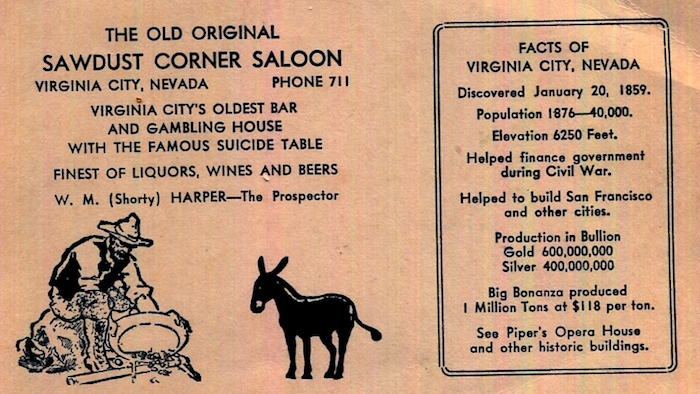 THE OLD ORIGINAL
SAWDUST CORNER SALOON
VIRGINIA CITY, NEVADA PHONE 711
VIRGINIA CITY'S OLDEST BAR
AND GAMBLING HOUSE
WITH THE FAMOUS SUICIDE TABLE
FINEST OF LIQUORS, WINES AND BEERS
W. M. (Shorty) HARPER—The Prospector
FACTS OF
VIRGINIA CITY, NEVADA
Discovered January 20, 1859.
Population 1876—40,000.
Elevation 6250 Feet.
Helped finance government
during Civil War.
Helped to build San Francisco
and other cities.
Production in Bullion
Gold 600,000,000
Silver 400,000,000
Big Bonanza produced
1 Million Tons at $118 per ton.
See Piper's Opera House
and other historic buildings.